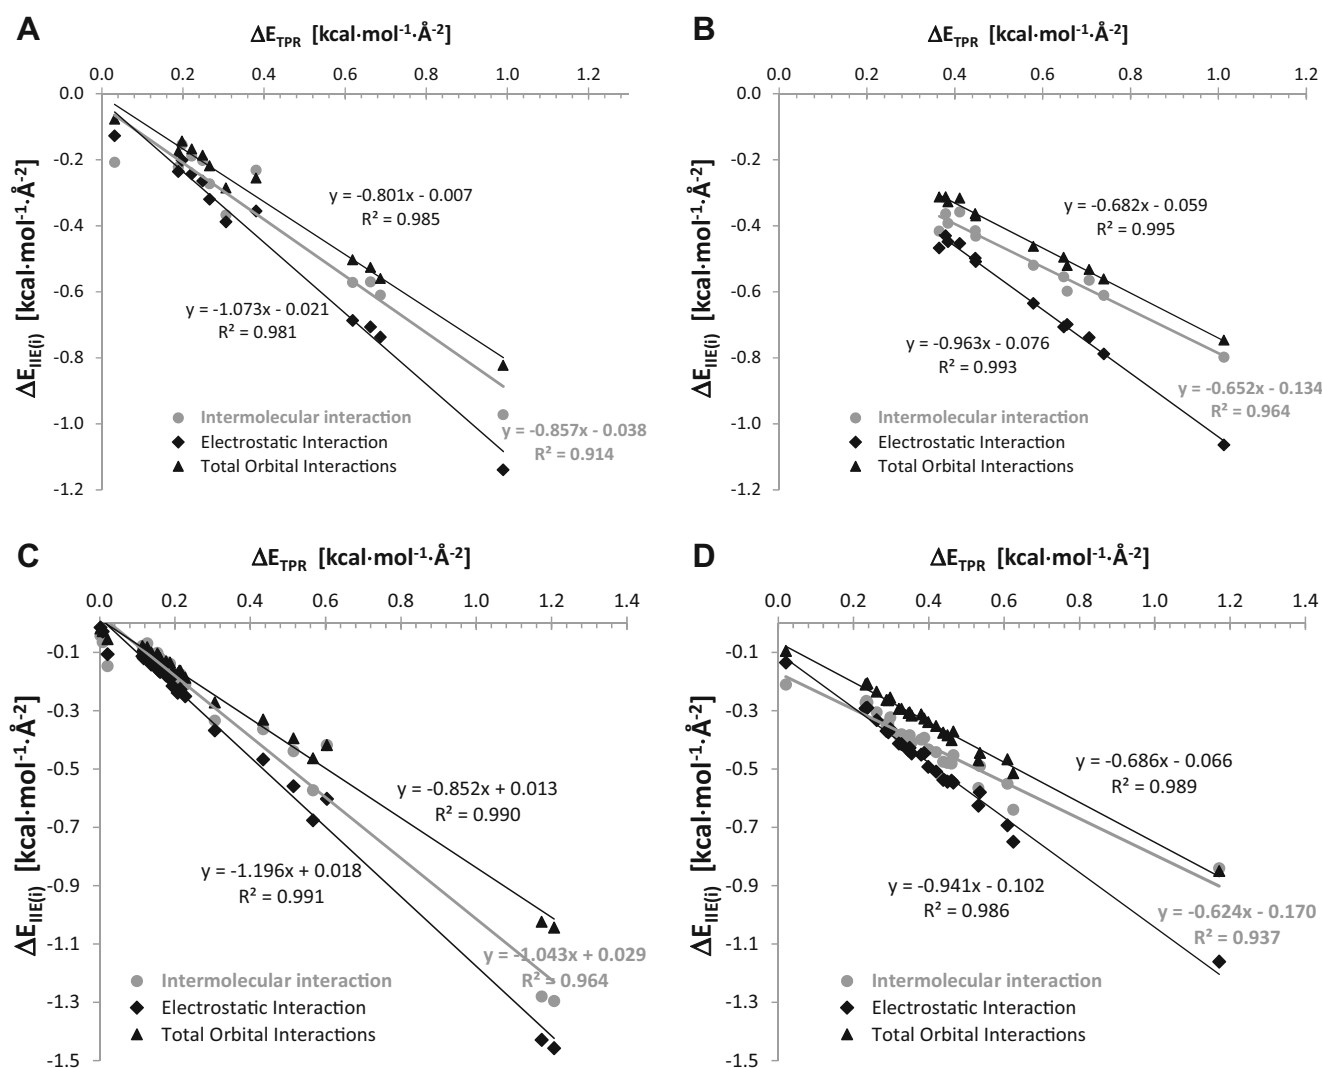 A
ΔE_TPR [kcal·mol⁻¹·Å⁻²]
0.0 0.2 0.4 0.6 0.8 1.0 1.2
0.0
-0.2
-0.4
-0.6
-0.8
-1.0
-1.2
ΔE_IIE(i) [kcal·mol⁻¹·Å⁻²]
y = -0.801x - 0.007
R² = 0.985
y = -1.073x - 0.021
R² = 0.981
y = -0.857x - 0.038
R² = 0.914
Intermolecular interaction
Electrostatic Interaction
Total Orbital Interactions
B
ΔE_TPR [kcal·mol⁻¹·Å⁻²]
0.0 0.2 0.4 0.6 0.8 1.0 1.2
0.0
-0.2
-0.4
-0.6
-0.8
-1.0
-1.2
ΔE_IIE(i) [kcal·mol⁻¹·Å⁻²]
y = -0.682x - 0.059
R² = 0.995
y = -0.963x - 0.076
R² = 0.993
y = -0.652x - 0.134
R² = 0.964
Intermolecular interaction
Electrostatic Interaction
Total Orbital Interactions
C
ΔE_TPR [kcal·mol⁻¹·Å⁻²]
0.0 0.2 0.4 0.6 0.8 1.0 1.2 1.4
-0.1
-0.3
-0.5
-0.7
-0.9
-1.1
-1.3
-1.5
ΔE_IIE(i) [kcal·mol⁻¹·Å⁻²]
y = -0.852x + 0.013
R² = 0.990
y = -1.196x + 0.018
R² = 0.991
y = -1.043x + 0.029
R² = 0.964
Intermolecular interaction
Electrostatic Interaction
Total Orbital Interactions
D
ΔE_TPR [kcal·mol⁻¹·Å⁻²]
0.0 0.2 0.4 0.6 0.8 1.0 1.2 1.4
-0.1
-0.3
-0.5
-0.7
-0.9
-1.1
-1.3
-1.5
ΔE_IIE(i) [kcal·mol⁻¹·Å⁻²]
y = -0.686x - 0.066
R² = 0.989
y = -0.941x - 0.102
R² = 0.986
y = -0.624x - 0.170
R² = 0.937
Intermolecular interaction
Electrostatic Interaction
Total Orbital Interactions